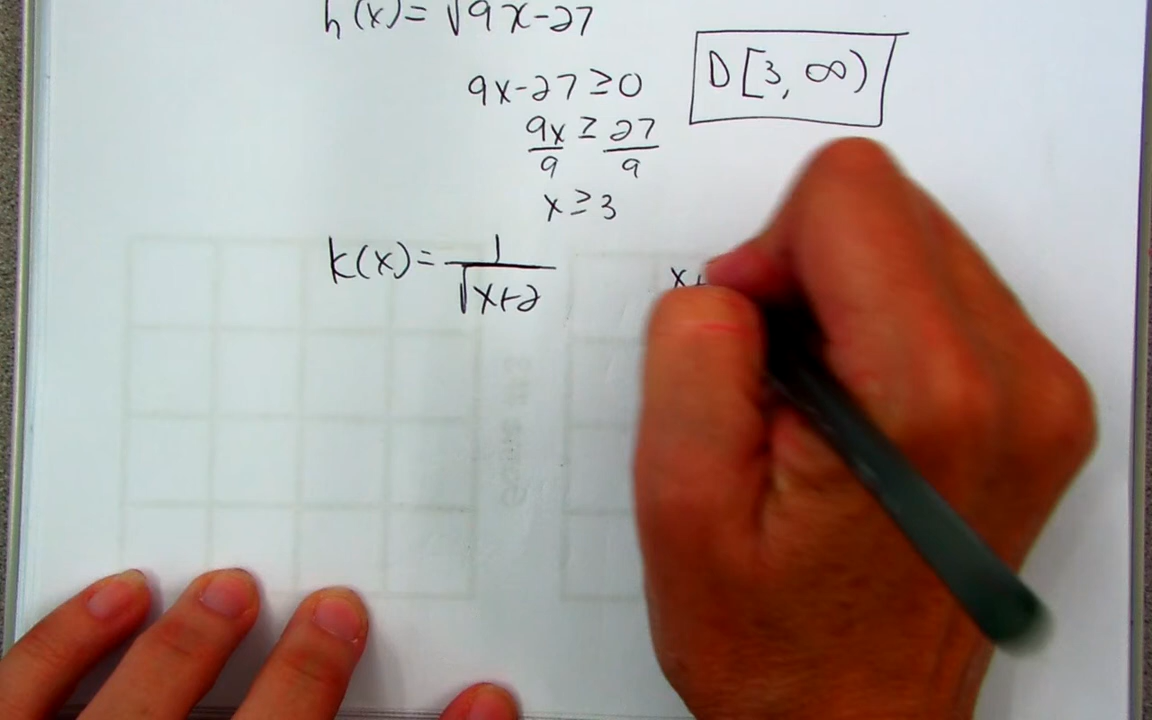 h(x) = √9x-27
9x-27 ≥ 0
D [3, ∞)
9x ≥ 27
9 9
x ≥ 3
k(x) = 1
√x+2
x+